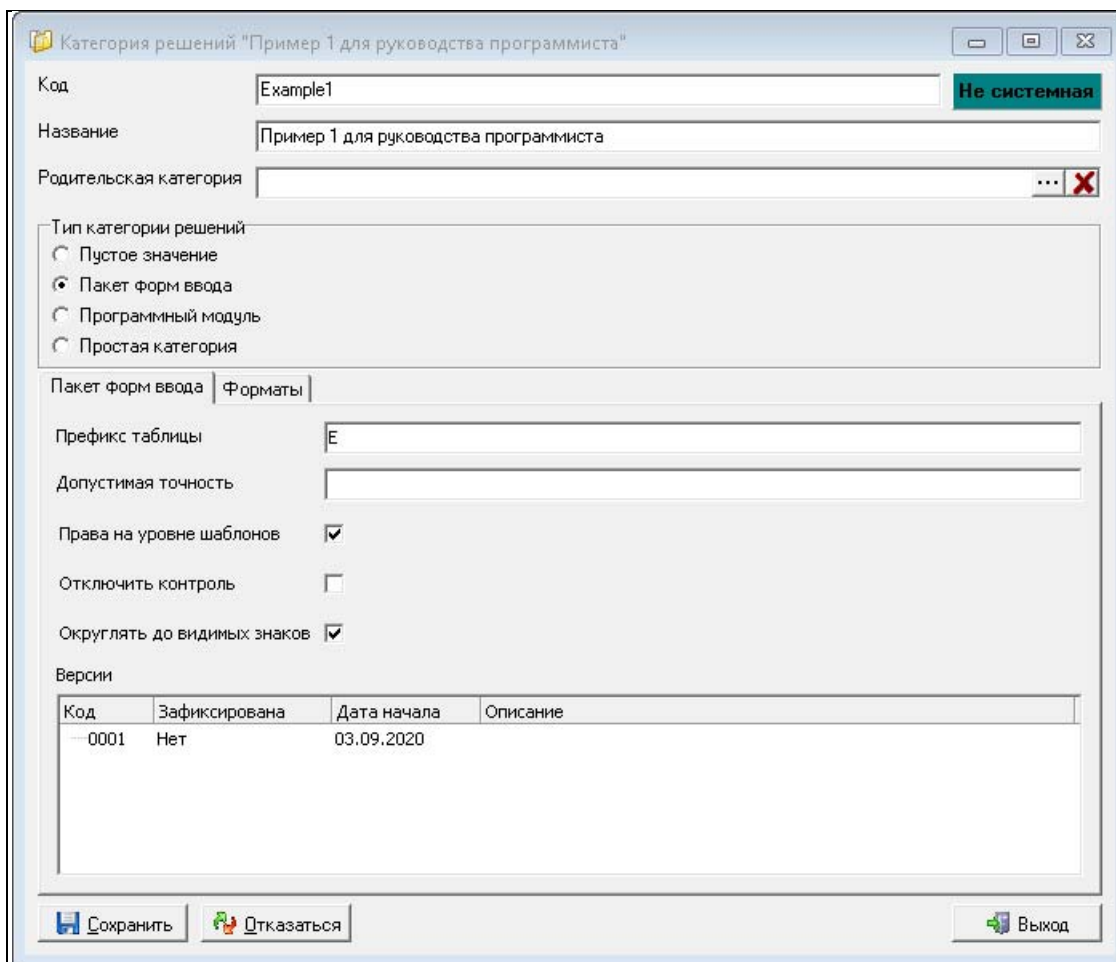 Категория решений "Пример 1 для руководства программиста"
Код Example1 Не системная
Название Пример 1 для руководства программиста
Родительская категория ...
Тип категории решений
Пустое значение
Пакет форм ввода
Программный модуль
Простая категория
Пакет форм ввода Форматы
Префикс таблицы E
Допустимая точность
Права на уровне шаблонов
Отключить контроль
Округлять до видимых знаков
Версии
Код Зафиксирована Дата начала Описание
0001 Нет 03.09.2020
Сохранить Отказаться Выход